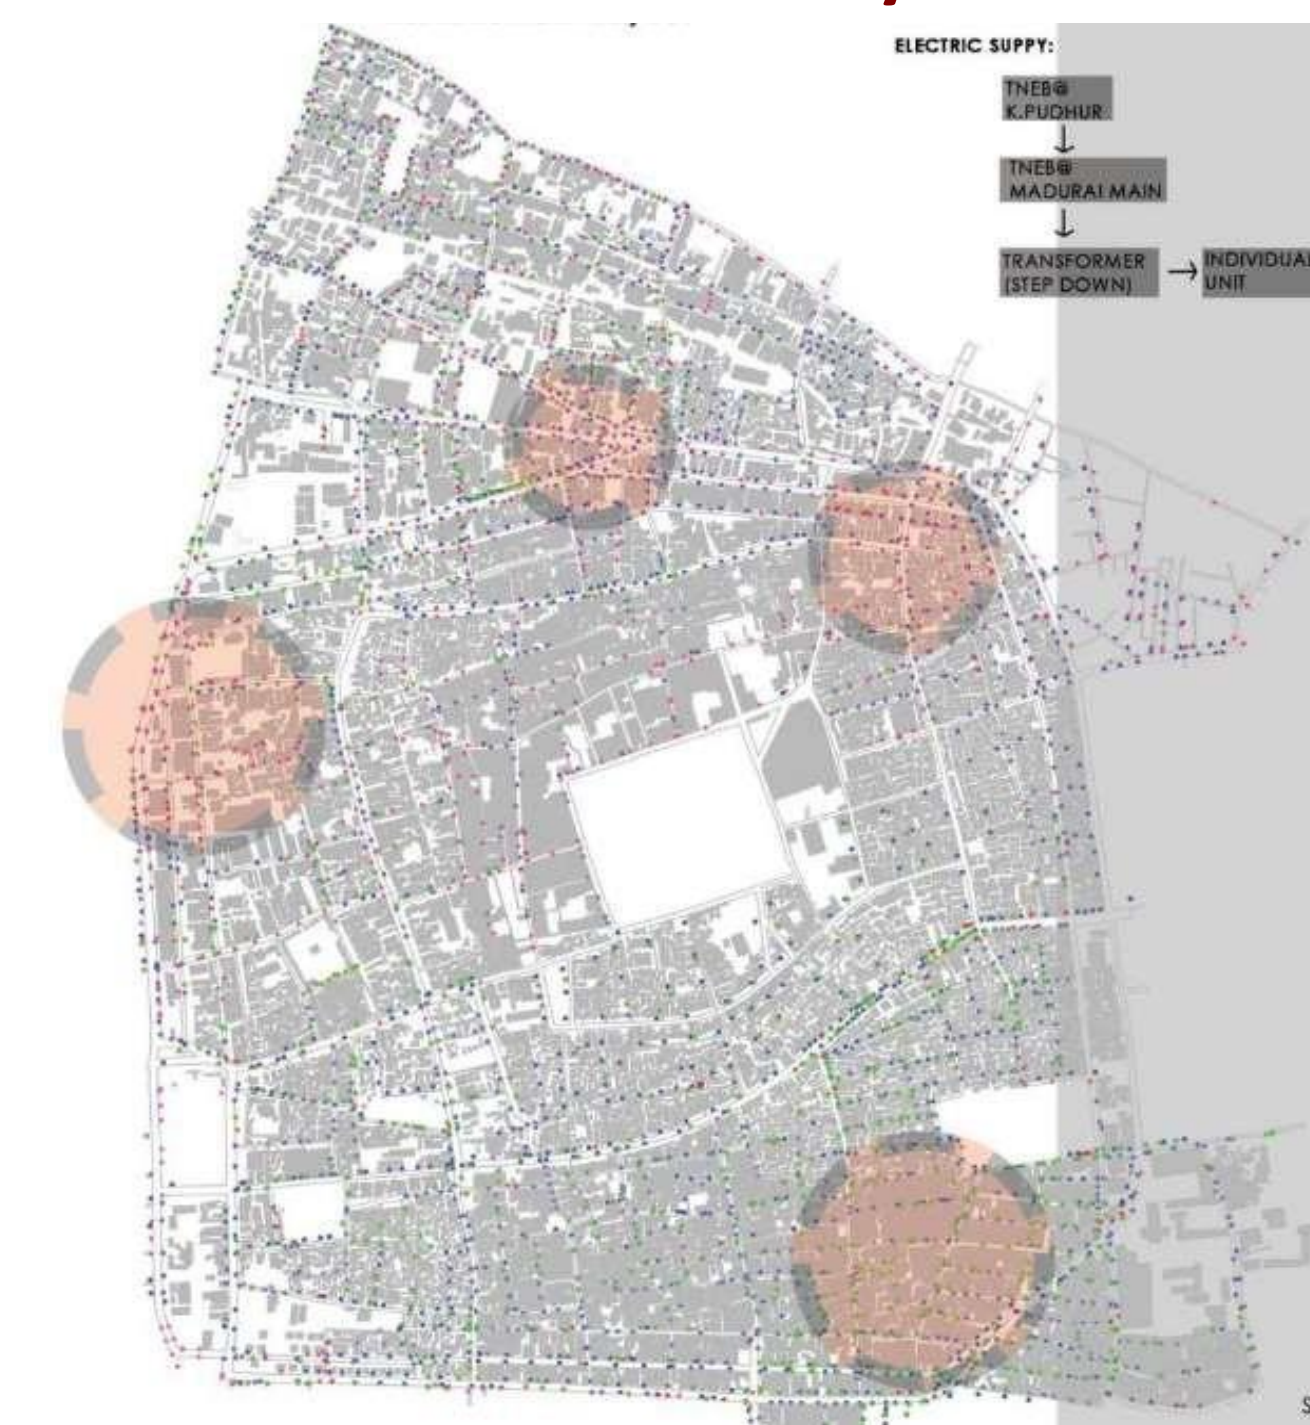 ELECTRIC SUPPY:
TNEB@
K.PUDHUR
TNEB@
MADURAI MAIN
TRANSFORMER
(STEP DOWN)
INDIVIDUAL
UNIT